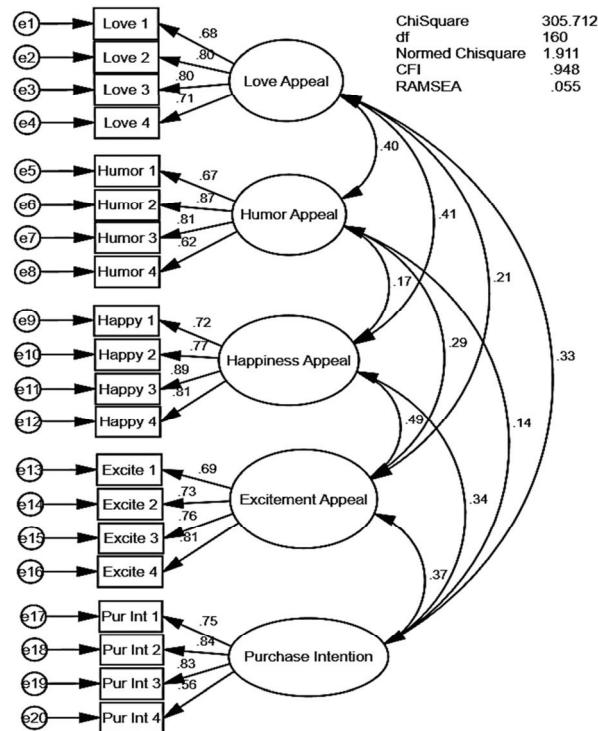 ChiSquare 305.712
df 160
Normed Chisquare 1.911
CFI .948
RAMSEA .055
e1 Love 1 .68
e2 Love 2 .80
e3 Love 3 .80
e4 Love 4 .71
Love Appeal
e5 Humor 1 .67
e6 Humor 2 .87
e7 Humor 3 .81
e8 Humor 4 .62
Humor Appeal
e9 Happy 1 .72
e10 Happy 2 .77
e11 Happy 3 .89
e12 Happy 4 .81
Happiness Appeal
e13 Excite 1 .69
e14 Excite 2 .73
e15 Excite 3 .76
e16 Excite 4 .81
Excitement Appeal
e17 Pur Int 1 .75
e18 Pur Int 2 .84
e19 Pur Int 3 .83
e20 Pur Int 4 .56
Purchase Intention
.40
.41
.21
.17
.29
.33
.14
.49
.34
.37